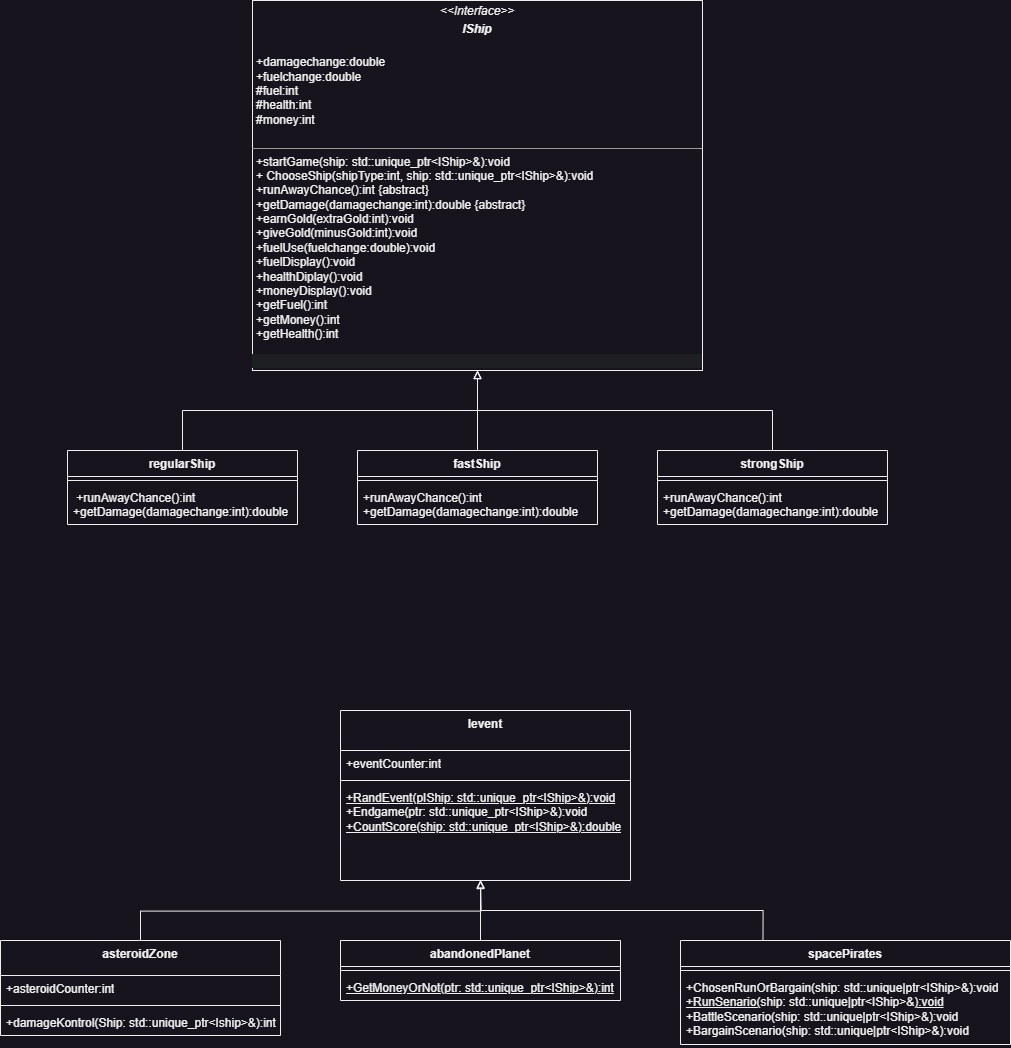 <<Interface>>
IShip
+damagechange:double
+fuelchange:double
#fuel:int
#health:int
#money:int
+startGame(ship: std::unique_ptr<IShip>&):void
+ ChooseShip(shipType:int, ship: std::unique_ptr<IShip>&):void
+runAwayChance():int {abstract}
+getDamage(damagechange:int):double {abstract}
+earnGold(extraGold:int):void
+giveGold(minusGold:int):void
+fuelUse(fuelchange:double):void
+fuelDisplay():void
+healthDiplay():void
+moneyDisplay():void
+getFuel():int
+getMoney():int
+getHealth():int
regularShip
+runAwayChance():int
+getDamage(damagechange:int):double
fastShip
+runAwayChance():int
+getDamage(damagechange:int):double
strongShip
+runAwayChance():int
+getDamage(damagechange:int):double
Ievent
+eventCounter:int
+RandEvent(pIShip: std::unique_ptr<IShip>&):void
+Endgame(ptr: std::unique_ptr<IShip>&):void
+CountScore(ship: std::unique_ptr<IShip>&):double
asteroidZone
+asteroidCounter:int
+damageKontrol(Ship: std::unique_ptr<Iship>&):int
abandonedPlanet
+GetMoneyOrNot(ptr: std::unique_ptr<IShip>&):int
spacePirates
+ChosenRunOrBargain(ship: std::unique|ptr<IShip>&):void
+RunSenario(ship: std::unique|ptr<IShip>&):void
+BattleScenario(ship: std::unique|ptr<IShip>&):void
+BargainScenario(ship: std::unique|ptr<IShip>&):void